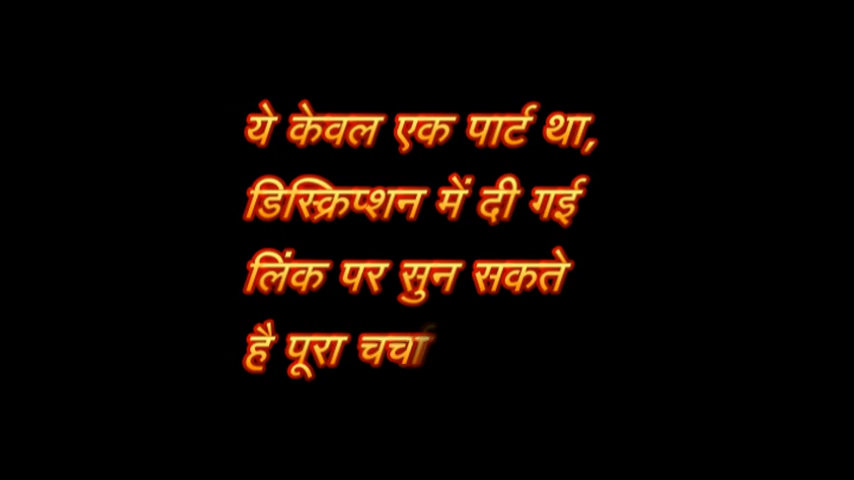 ये केवल एक पार्ट था,
डिस्क्रिप्शन में दी गई
लिंक पर सुन सकते
है पूरा चर्चा